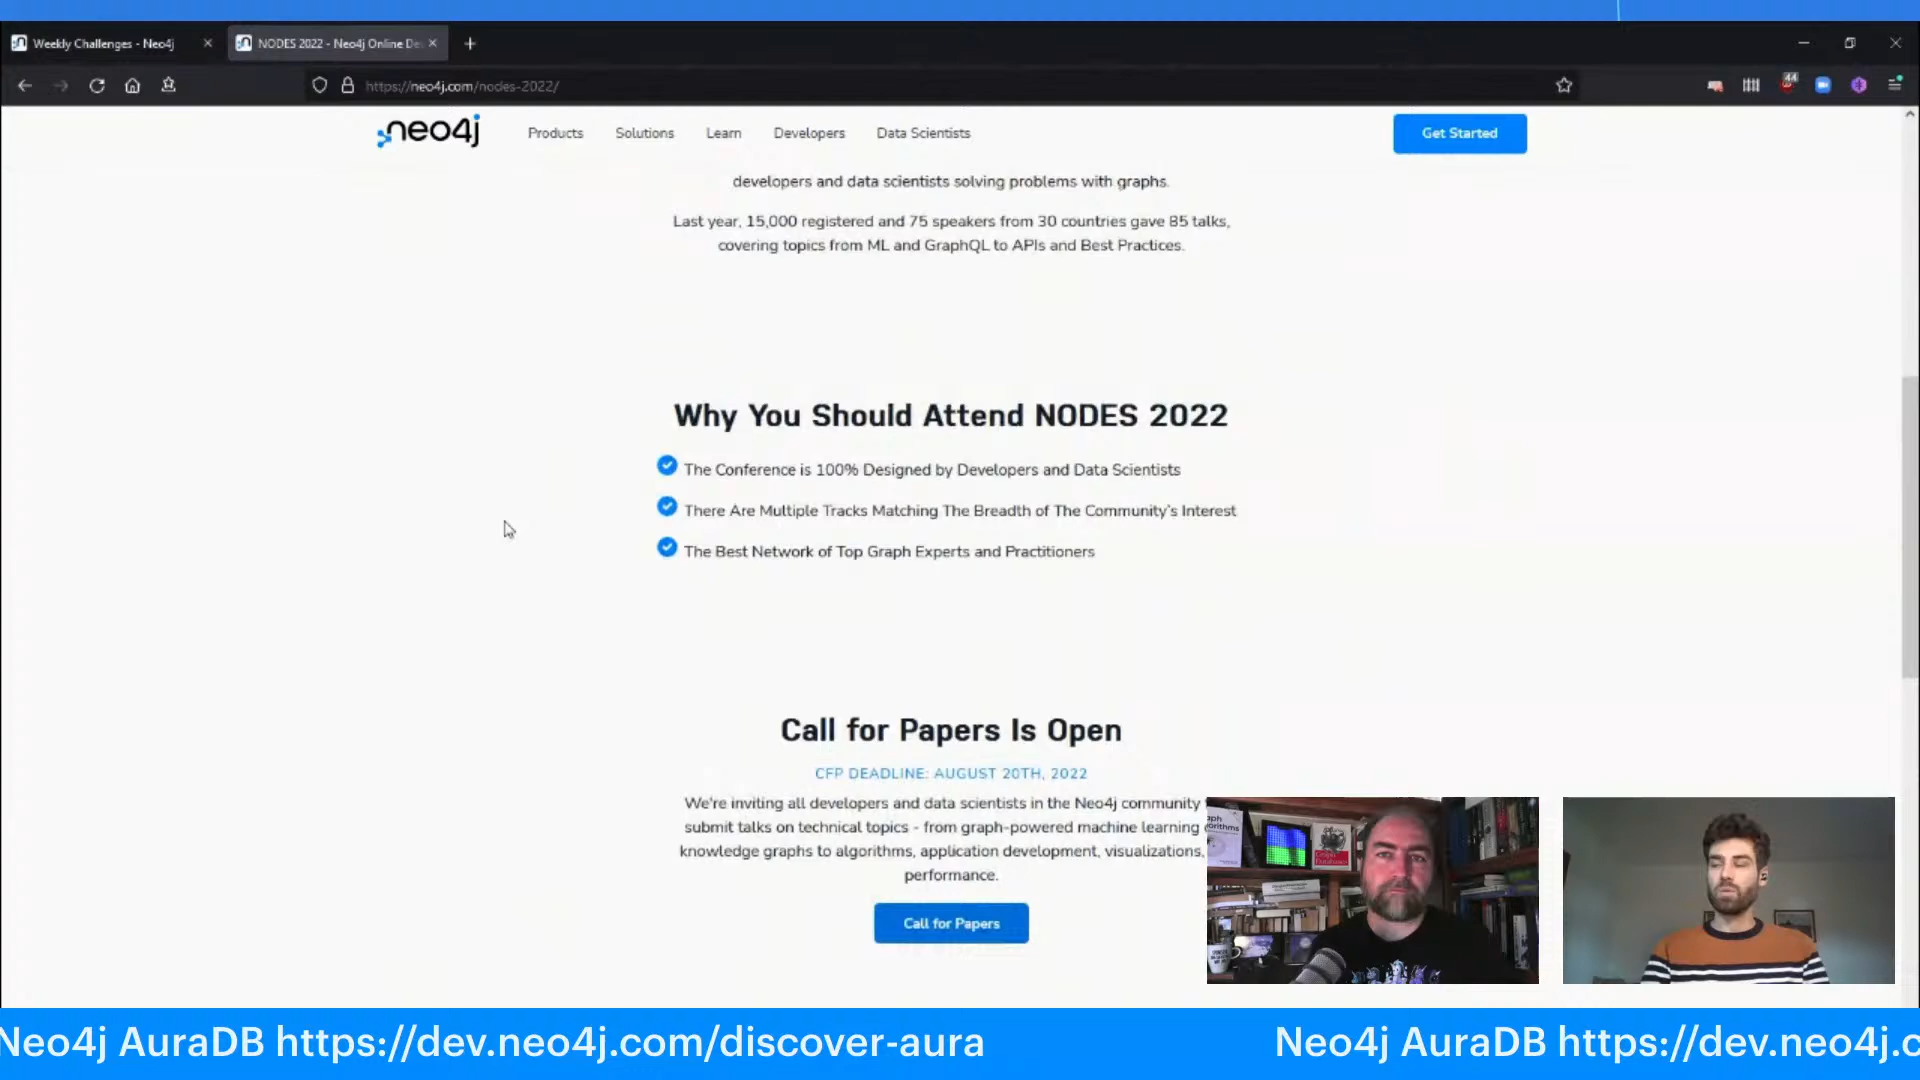 Weekly Challenges - Neo4j
NODES 2022 - Neo4j Online De
https://neo4j.com/nodes-2022/
44
neo4j
Products
Solutions
Learn
Developers
Data Scientists
Get Started
developers and data scientists solving problems with graphs.
Last year, 15,000 registered and 75 speakers from 30 countries gave 85 talks,
covering topics from ML and GraphQL to APIs and Best Practices.
Why You Should Attend NODES 2022
The Conference is 100% Designed by Developers and Data Scientists
There Are Multiple Tracks Matching The Breadth of The Community's Interest
The Best Network of Top Graph Experts and Practitioners
Call for Papers Is Open
CFP DEADLINE: AUGUST 20TH, 2022
We're inviting all developers and data scientists in the Neo4j community
submit talks on technical topics - from graph-powered machine learning
knowledge graphs to algorithms, application development, visualizations,
performance.
Call for Papers
Neo4j AuraDB https://dev.neo4j.com/discover-aura
Neo4j AuraDB https://dev.neo4j.c